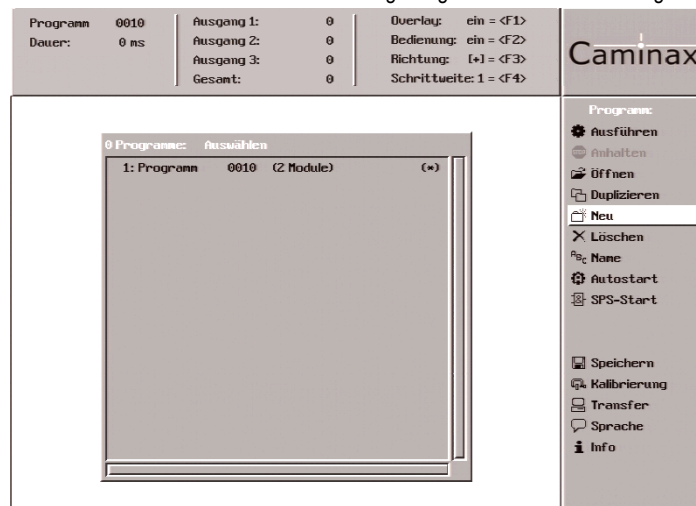 Programm 0010
Dauer: 0 ms
Ausgang 1: 0
Ausgang 2: 0
Ausgang 3: 0
Gesamt: 0
Overlay: ein = <F1>
Bedienung: ein = <F2>
Richtung: [+] = <F3>
Schrittweite: 1 = <F4>
Caminax
0 Programme: Auswählen
1: Programm 0010 (2 Module) (*)
Programm:
Ausführen
Anhalten
Öffnen
Duplizieren
Neu
Löschen
ABC Name
Autostart
SPS-Start
Speichern
Kalibrierung
Transfer
Sprache
i Info